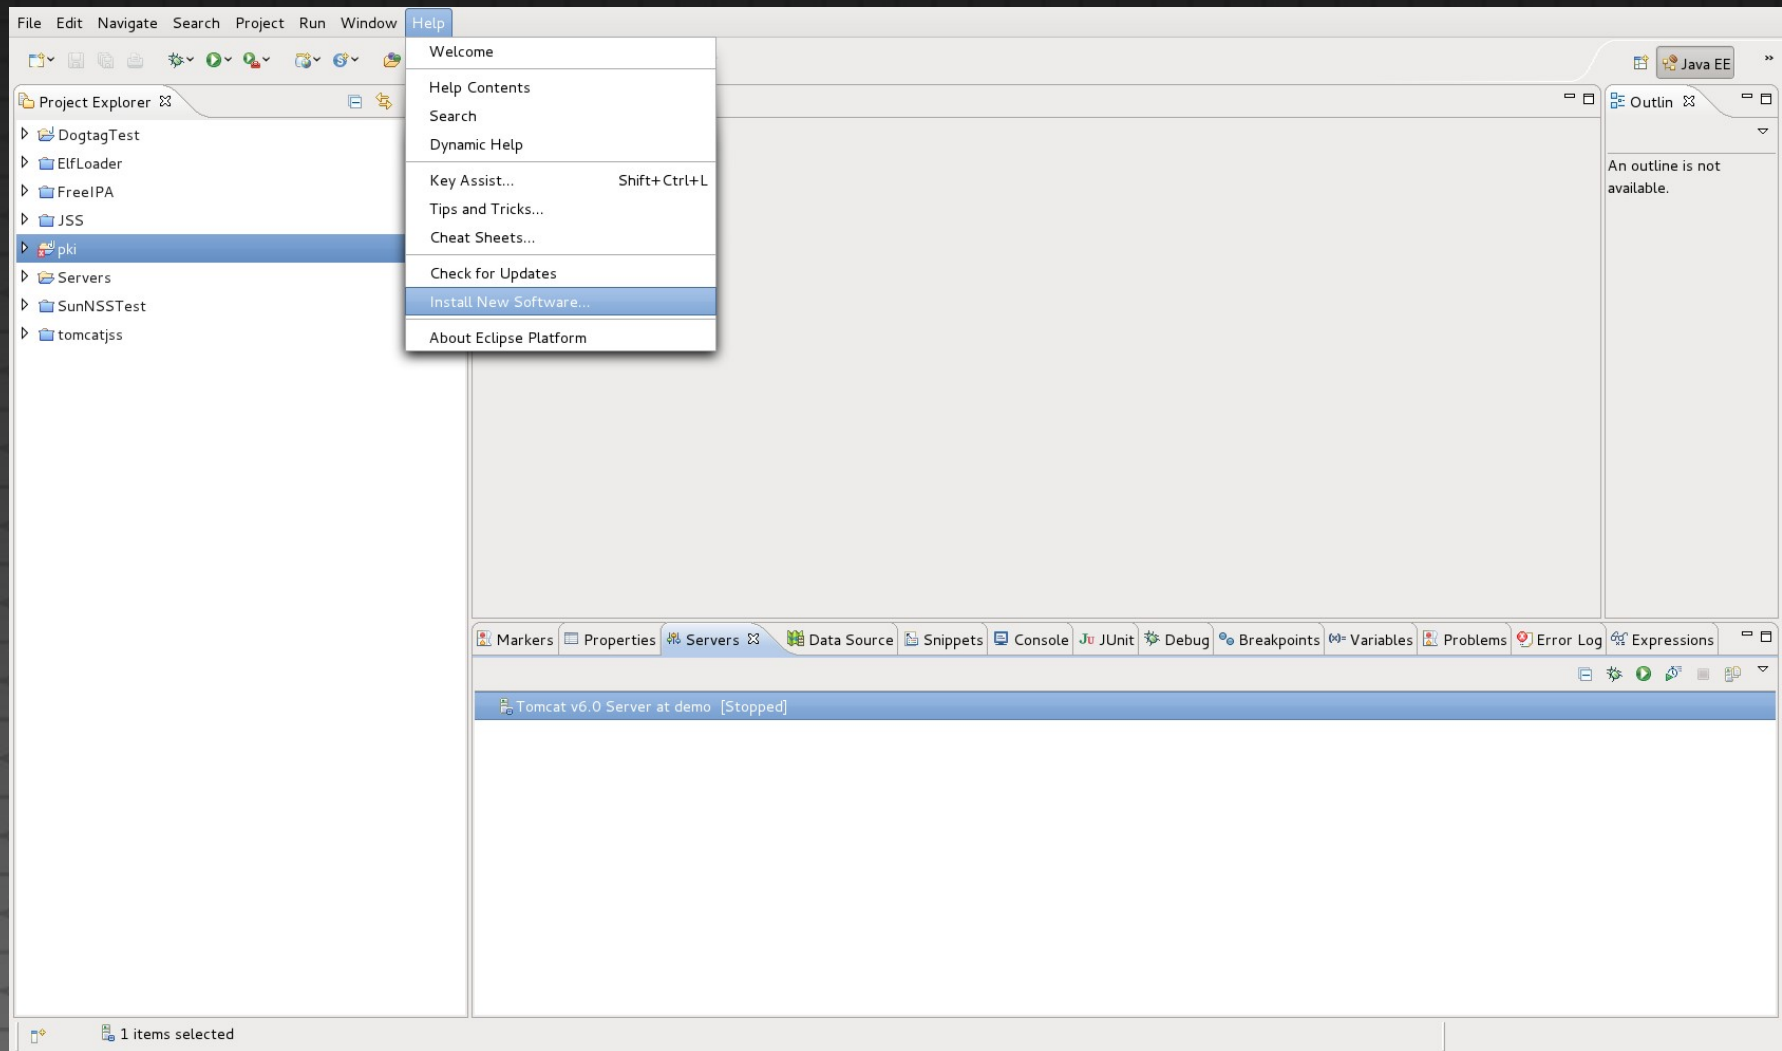 File Edit Navigate Search Project Run Window Help
Welcome
Help Contents
Search
Dynamic Help
Key Assist... Shift+Ctrl+L
Tips and Tricks...
Cheat Sheets...
Check for Updates
Install New Software...
About Eclipse Platform
Java EE
Project Explorer
DogtagTest
ElfLoader
FreeIPA
JSS
pki
Servers
SunNSSTest
tomcatjss
Outlin
An outline is not
available.
Markers Properties Servers Data Source Snippets Console Ju JUnit Debug Breakpoints (x)= Variables Problems Error Log Expressions
Tomcat v6.0 Server at demo [Stopped]
1 items selected